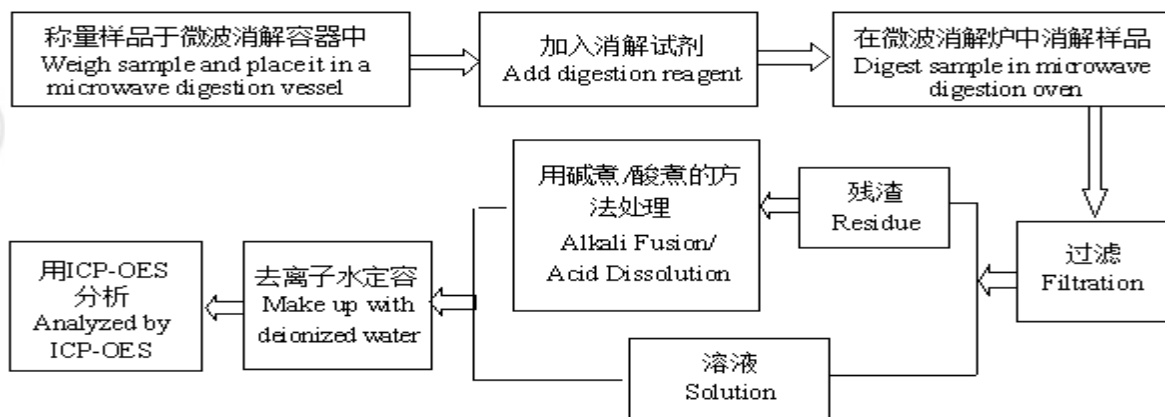 称量样品于微波消解容器中
Weigh sample and place it in a
microwave digestion vessel
加入消解试剂
Add digestion reagent
在微波消解炉中消解样品
Digest sample in microwave
digestion oven
过滤
Filtration
残渣
Residue
用碱煮/酸煮的方
法处理
Alkali Fusion/
Acid Dissolution
溶液
Solution
去离子水定容
Make up with
deionized water
用ICP-OES
分析
Analyzed by
ICP-OES